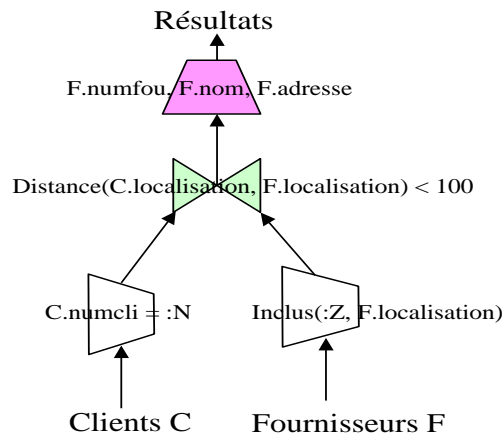 Résultats
F.numfou, F.nom, F.adresse
Distance(C.localisation, F.localisation) < 100
C.numcli = :N
Inclus(:Z, F.localisation)
Clients C
Fournisseurs F